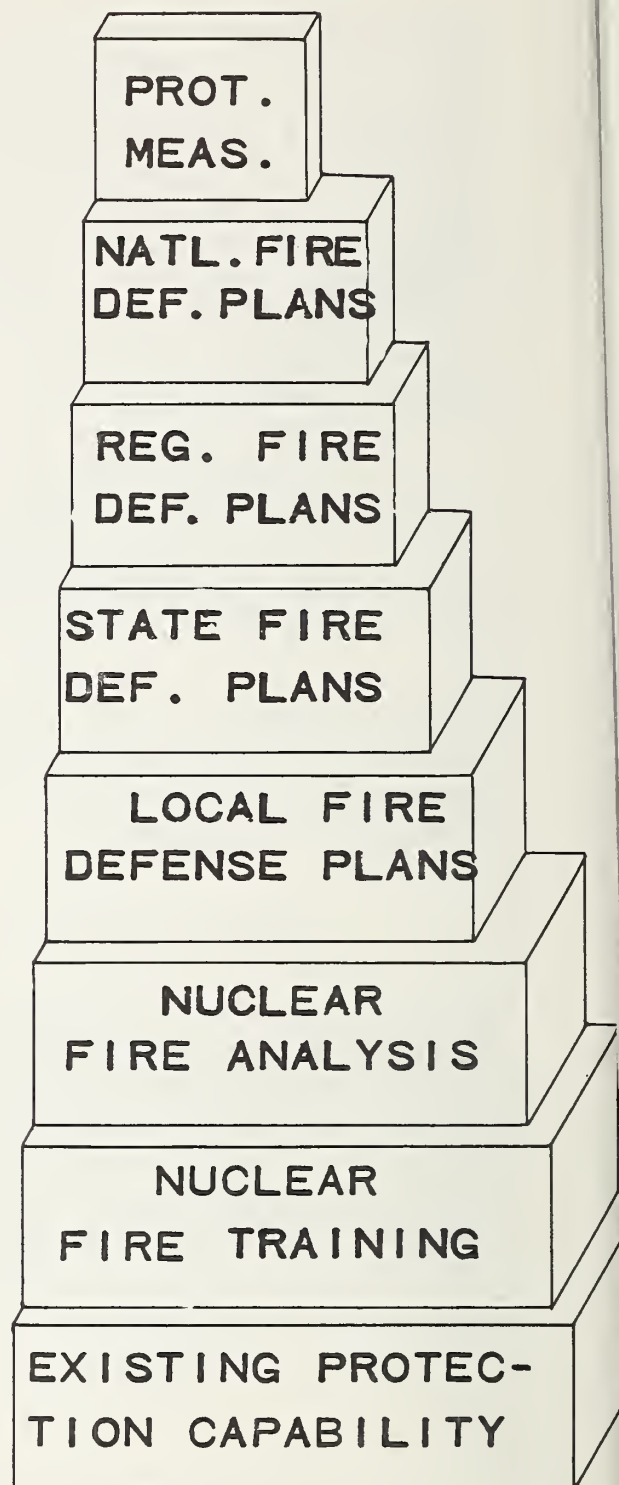 PROT.
MEAS.
NATL. FIRE
DEF. PLANS
REG. FIRE
DEF. PLANS
STATE FIRE
DEF. PLANS
LOCAL FIRE
DEFENSE PLANS
NUCLEAR
FIRE ANALYSIS
NUCLEAR
FIRE TRAINING
EXISTING PROTEC-
TION CAPABILITY